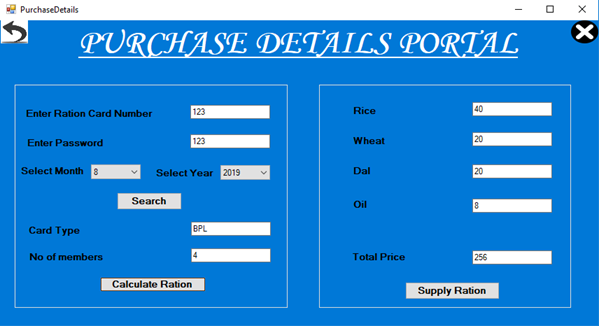 PurchaseDetails
PURCHASE DETAILS PORTAL
Enter Ration Card Number 123
Enter Password 123
Select Month 8 Select Year 2019
Search
Card Type BPL
No of members 4
Calculate Ration
Rice 40
Wheat 20
Dal 20
Oil 8
Total Price 256
Supply Ration